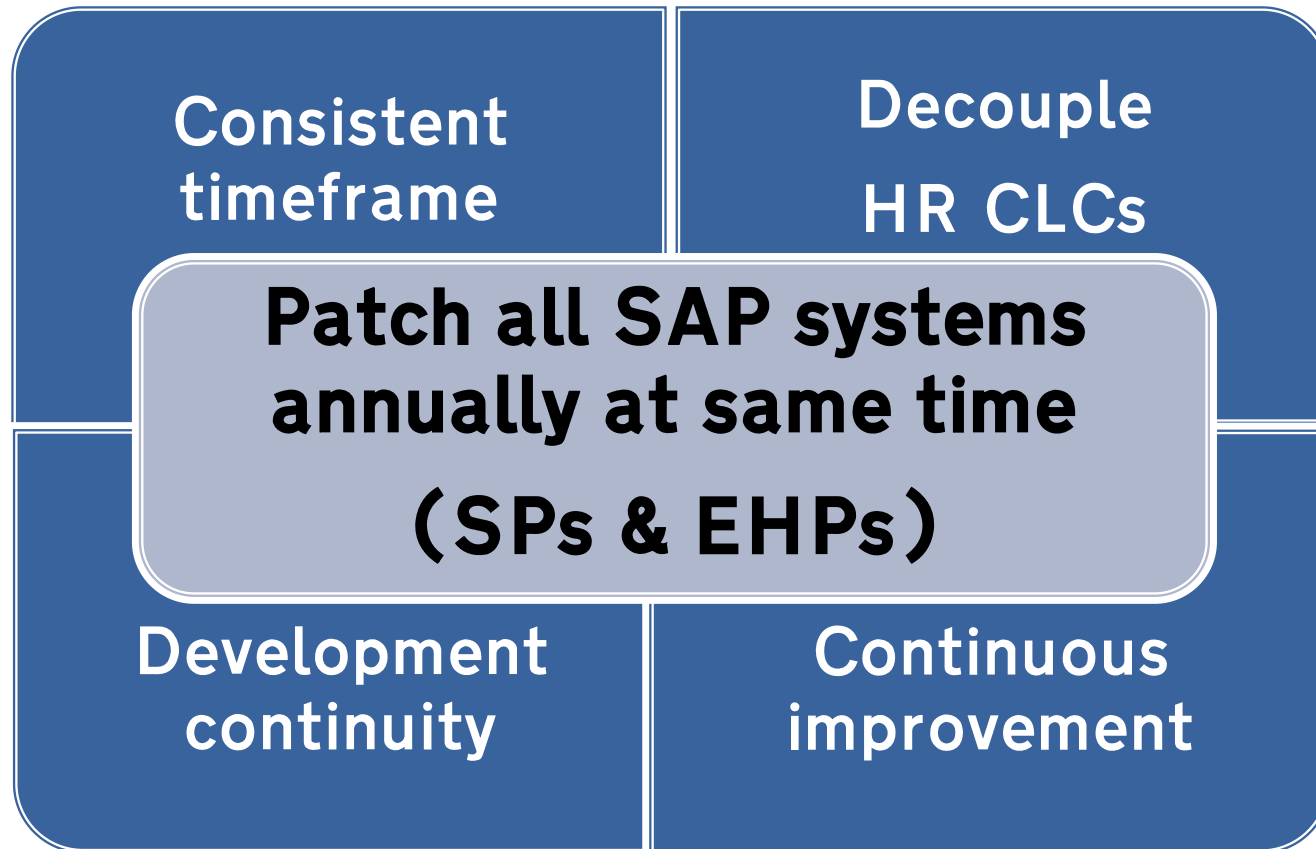 Consistent
timeframe
Decouple
HR CLCs
Patch all SAP systems
annually at same time
(SPs & EHPs)
Development
continuity
Continuous
improvement